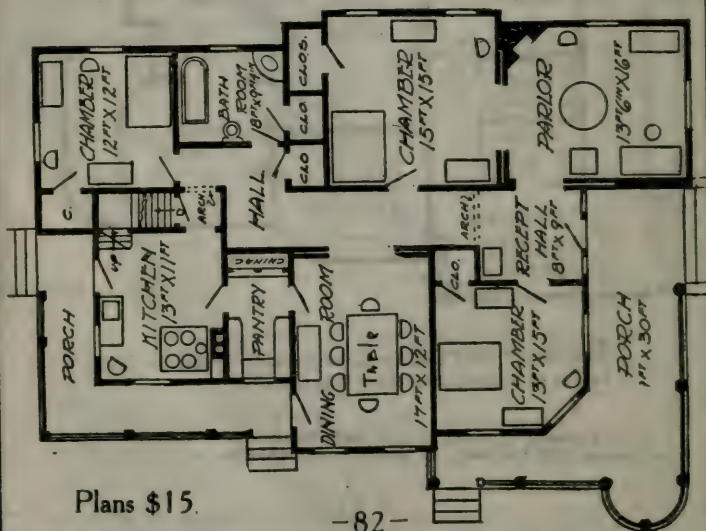 CHAMBER
12FT X 12FT
C.
BATH
ROOM
CLOS.
CLO.
CLO
CHAMBER
15FT X 15FT
PARLOR
13FT6IN X 16FT
HALL
ARCH
D
UP
ARCH
RECEPT
HALL
8FT X 9FT
CLO.
KITCHEN
13FT X 11FT
CHINA C
PANTRY
DINING ROOM
17FT X 12FT
Table
CHAMBER
13FT X 15FT
PORCH
PORCH
Plans $15.
-82-